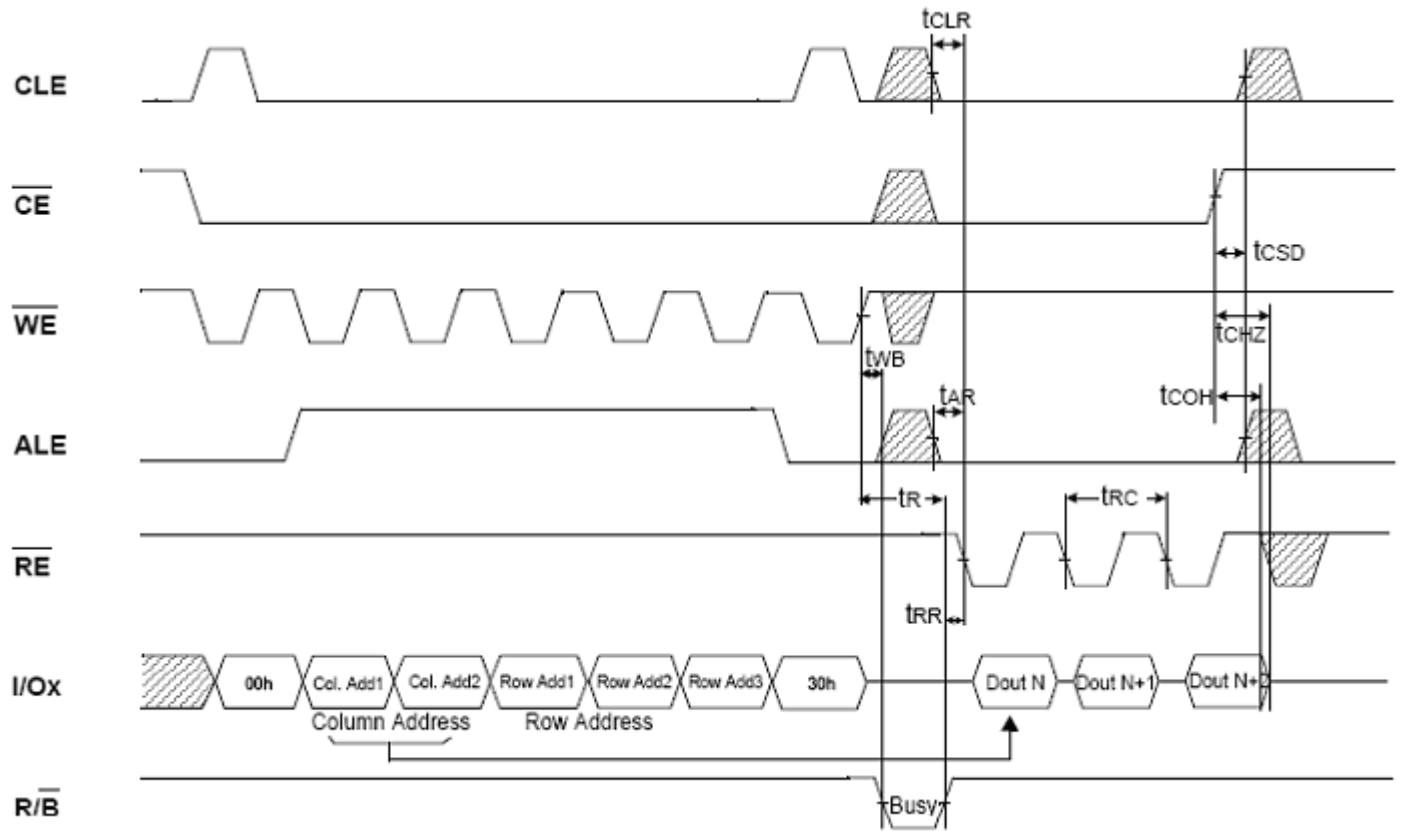 tCLR
CLE
CE
tCSD
WE
tCHZ
tWB
tAR
tCOH
ALE
tR
tRC
RE
tRR
I/Ox
00h
Col. Add1
Col. Add2
Row Add1
Row Add2
Row Add3
30h
Dout N
Dout N+1
Dout N+2
Column Address
Row Address
R/B
Busy